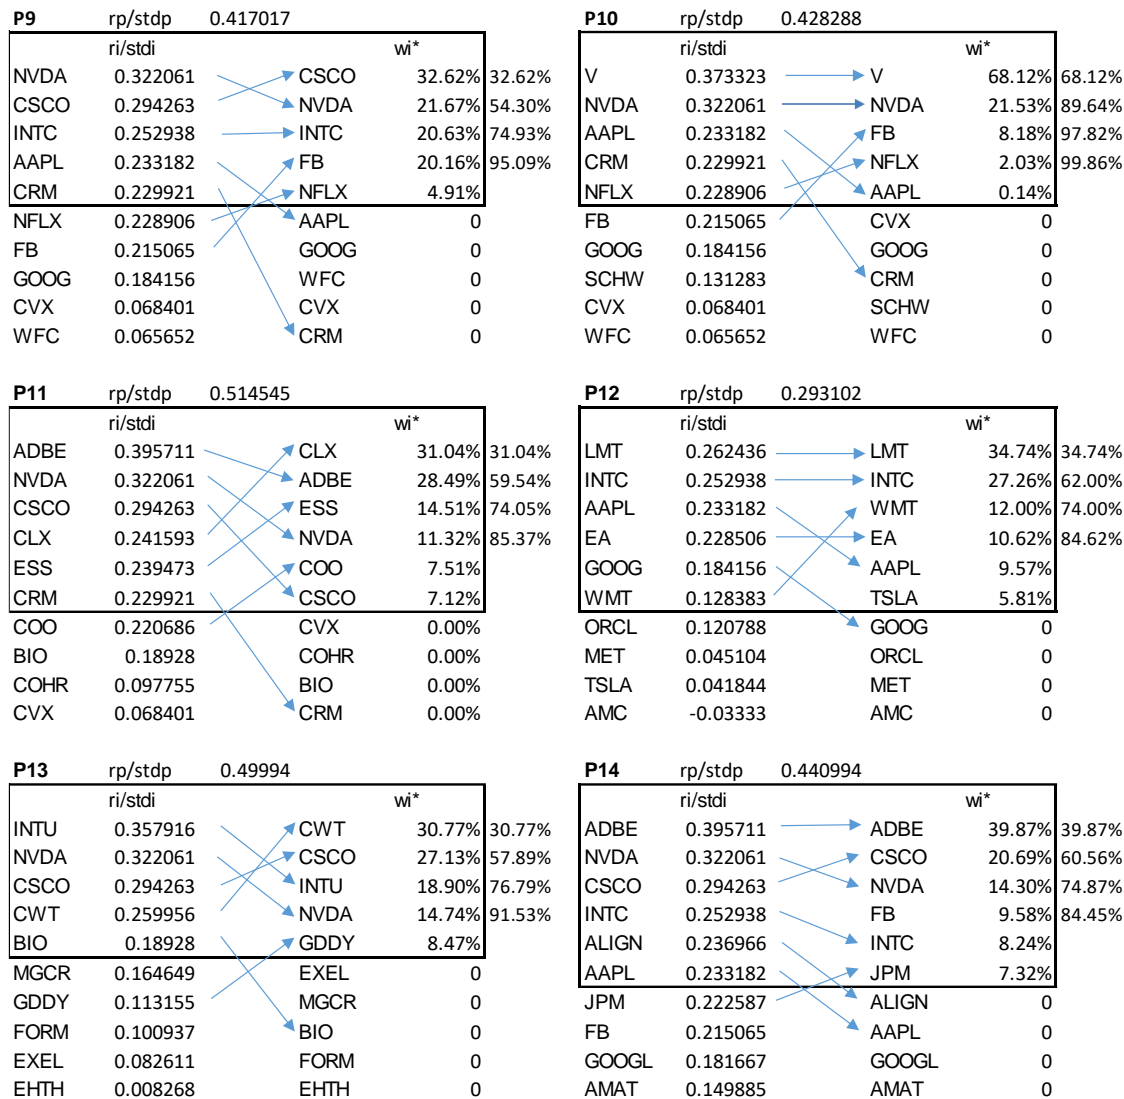 P9 rp/stdp 0.417017
ri/stdi wi*
NVDA 0.322061 CSCO 32.62% 32.62%
CSCO 0.294263 NVDA 21.67% 54.30%
INTC 0.252938 INTC 20.63% 74.93%
AAPL 0.233182 FB 20.16% 95.09%
CRM 0.229921 NFLX 4.91%
NFLX 0.228906 AAPL 0
FB 0.215065 GOOG 0
GOOG 0.184156 WFC 0
CVX 0.068401 CVX 0
WFC 0.065652 CRM 0
P10 rp/stdp 0.428288
ri/stdi wi*
V 0.373323 V 68.12% 68.12%
NVDA 0.322061 NVDA 21.53% 89.64%
AAPL 0.233182 FB 8.18% 97.82%
CRM 0.229921 NFLX 2.03% 99.86%
NFLX 0.228906 AAPL 0.14%
FB 0.215065 CVX 0
GOOG 0.184156 GOOG 0
SCHW 0.131283 CRM 0
CVX 0.068401 SCHW 0
WFC 0.065652 WFC 0
P11 rp/stdp 0.514545
ri/stdi wi*
ADBE 0.395711 CLX 31.04% 31.04%
NVDA 0.322061 ADBE 28.49% 59.54%
CSCO 0.294263 ESS 14.51% 74.05%
CLX 0.241593 NVDA 11.32% 85.37%
ESS 0.239473 COO 7.51%
CRM 0.229921 CSCO 7.12%
COO 0.220686 CVX 0.00%
BIO 0.18928 COHR 0.00%
COHR 0.097755 BIO 0.00%
CVX 0.068401 CRM 0.00%
P12 rp/stdp 0.293102
ri/stdi wi*
LMT 0.262436 LMT 34.74% 34.74%
INTC 0.252938 INTC 27.26% 62.00%
AAPL 0.233182 WMT 12.00% 74.00%
EA 0.228506 EA 10.62% 84.62%
GOOG 0.184156 AAPL 9.57%
WMT 0.128383 TSLA 5.81%
ORCL 0.120788 GOOG 0
MET 0.045104 ORCL 0
TSLA 0.041844 MET 0
AMC -0.03333 AMC 0
P13 rp/stdp 0.49994
ri/stdi wi*
INTU 0.357916 CWT 30.77% 30.77%
NVDA 0.322061 CSCO 27.13% 57.89%
CSCO 0.294263 INTU 18.90% 76.79%
CWT 0.259956 NVDA 14.74% 91.53%
BIO 0.18928 GDDY 8.47%
MGCR 0.164649 EXEL 0
GDDY 0.113155 MGCR 0
FORM 0.100937 BIO 0
EXEL 0.082611 FORM 0
EHTH 0.008268 EHTH 0
P14 rp/stdp 0.440994
ri/stdi wi*
ADBE 0.395711 ADBE 39.87% 39.87%
NVDA 0.322061 CSCO 20.69% 60.56%
CSCO 0.294263 NVDA 14.30% 74.87%
INTC 0.252938 FB 9.58% 84.45%
ALIGN 0.236966 INTC 8.24%
AAPL 0.233182 JPM 7.32%
JPM 0.222587 ALIGN 0
FB 0.215065 AAPL 0
GOOGL 0.181667 GOOGL 0
AMAT 0.149885 AMAT 0